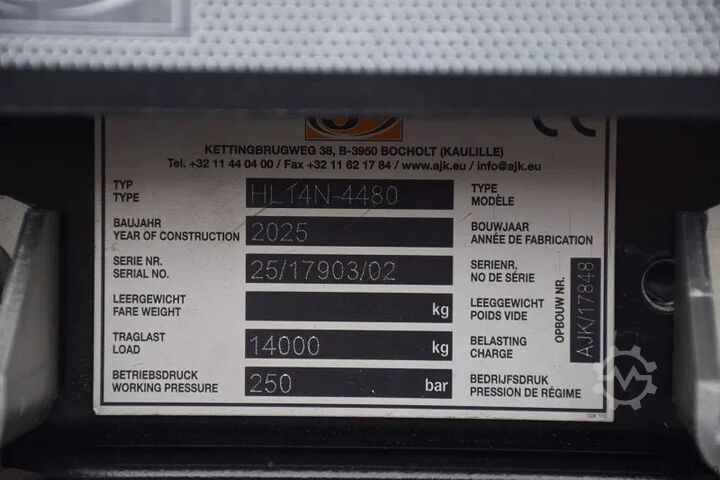 CE
KETTINGBRUGWEG 38, B-3950 BOCHOLT (KAULILLE)
Tel. +32 11 44 04 00 / Fax +32 11 62 17 84 / www.ajk.eu / info@ajk.eu
TYP HL14N-4480 TYPE
TYPE MODÈLE
BAUJAHR 2025 BOUWJAAR
YEAR OF CONSTRUCTION ANNÉE DE FABRICATION
SERIE NR. 25/17903/02 SERIENR.
SERIAL NO. NO DE SÉRIE
LEERGEWICHT kg LEEGGEWICHT
FARE WEIGHT POIDS VIDE
TRAGLAST 14000 kg BELASTING
LOAD CHARGE
BETRIEBSDRUCK 250 bar BEDRIJFSDRUK
WORKING PRESSURE PRESSION DE RÉGIME
OPBOUW NR. AJK/17848